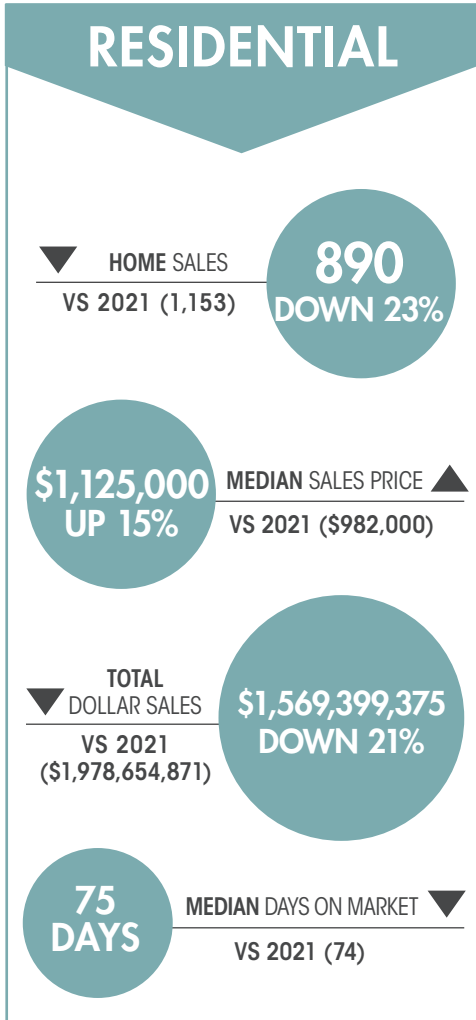 RESIDENTIAL
HOME SALES
VS 2021 (1,153)
890
DOWN 23%
$1,125,000
UP 15%
MEDIAN SALES PRICE
VS 2021 ($982,000)
TOTAL
DOLLAR SALES
VS 2021
($1,978,654,871)
$1,569,399,375
DOWN 21%
75
DAYS
MEDIAN DAYS ON MARKET
VS 2021 (74)